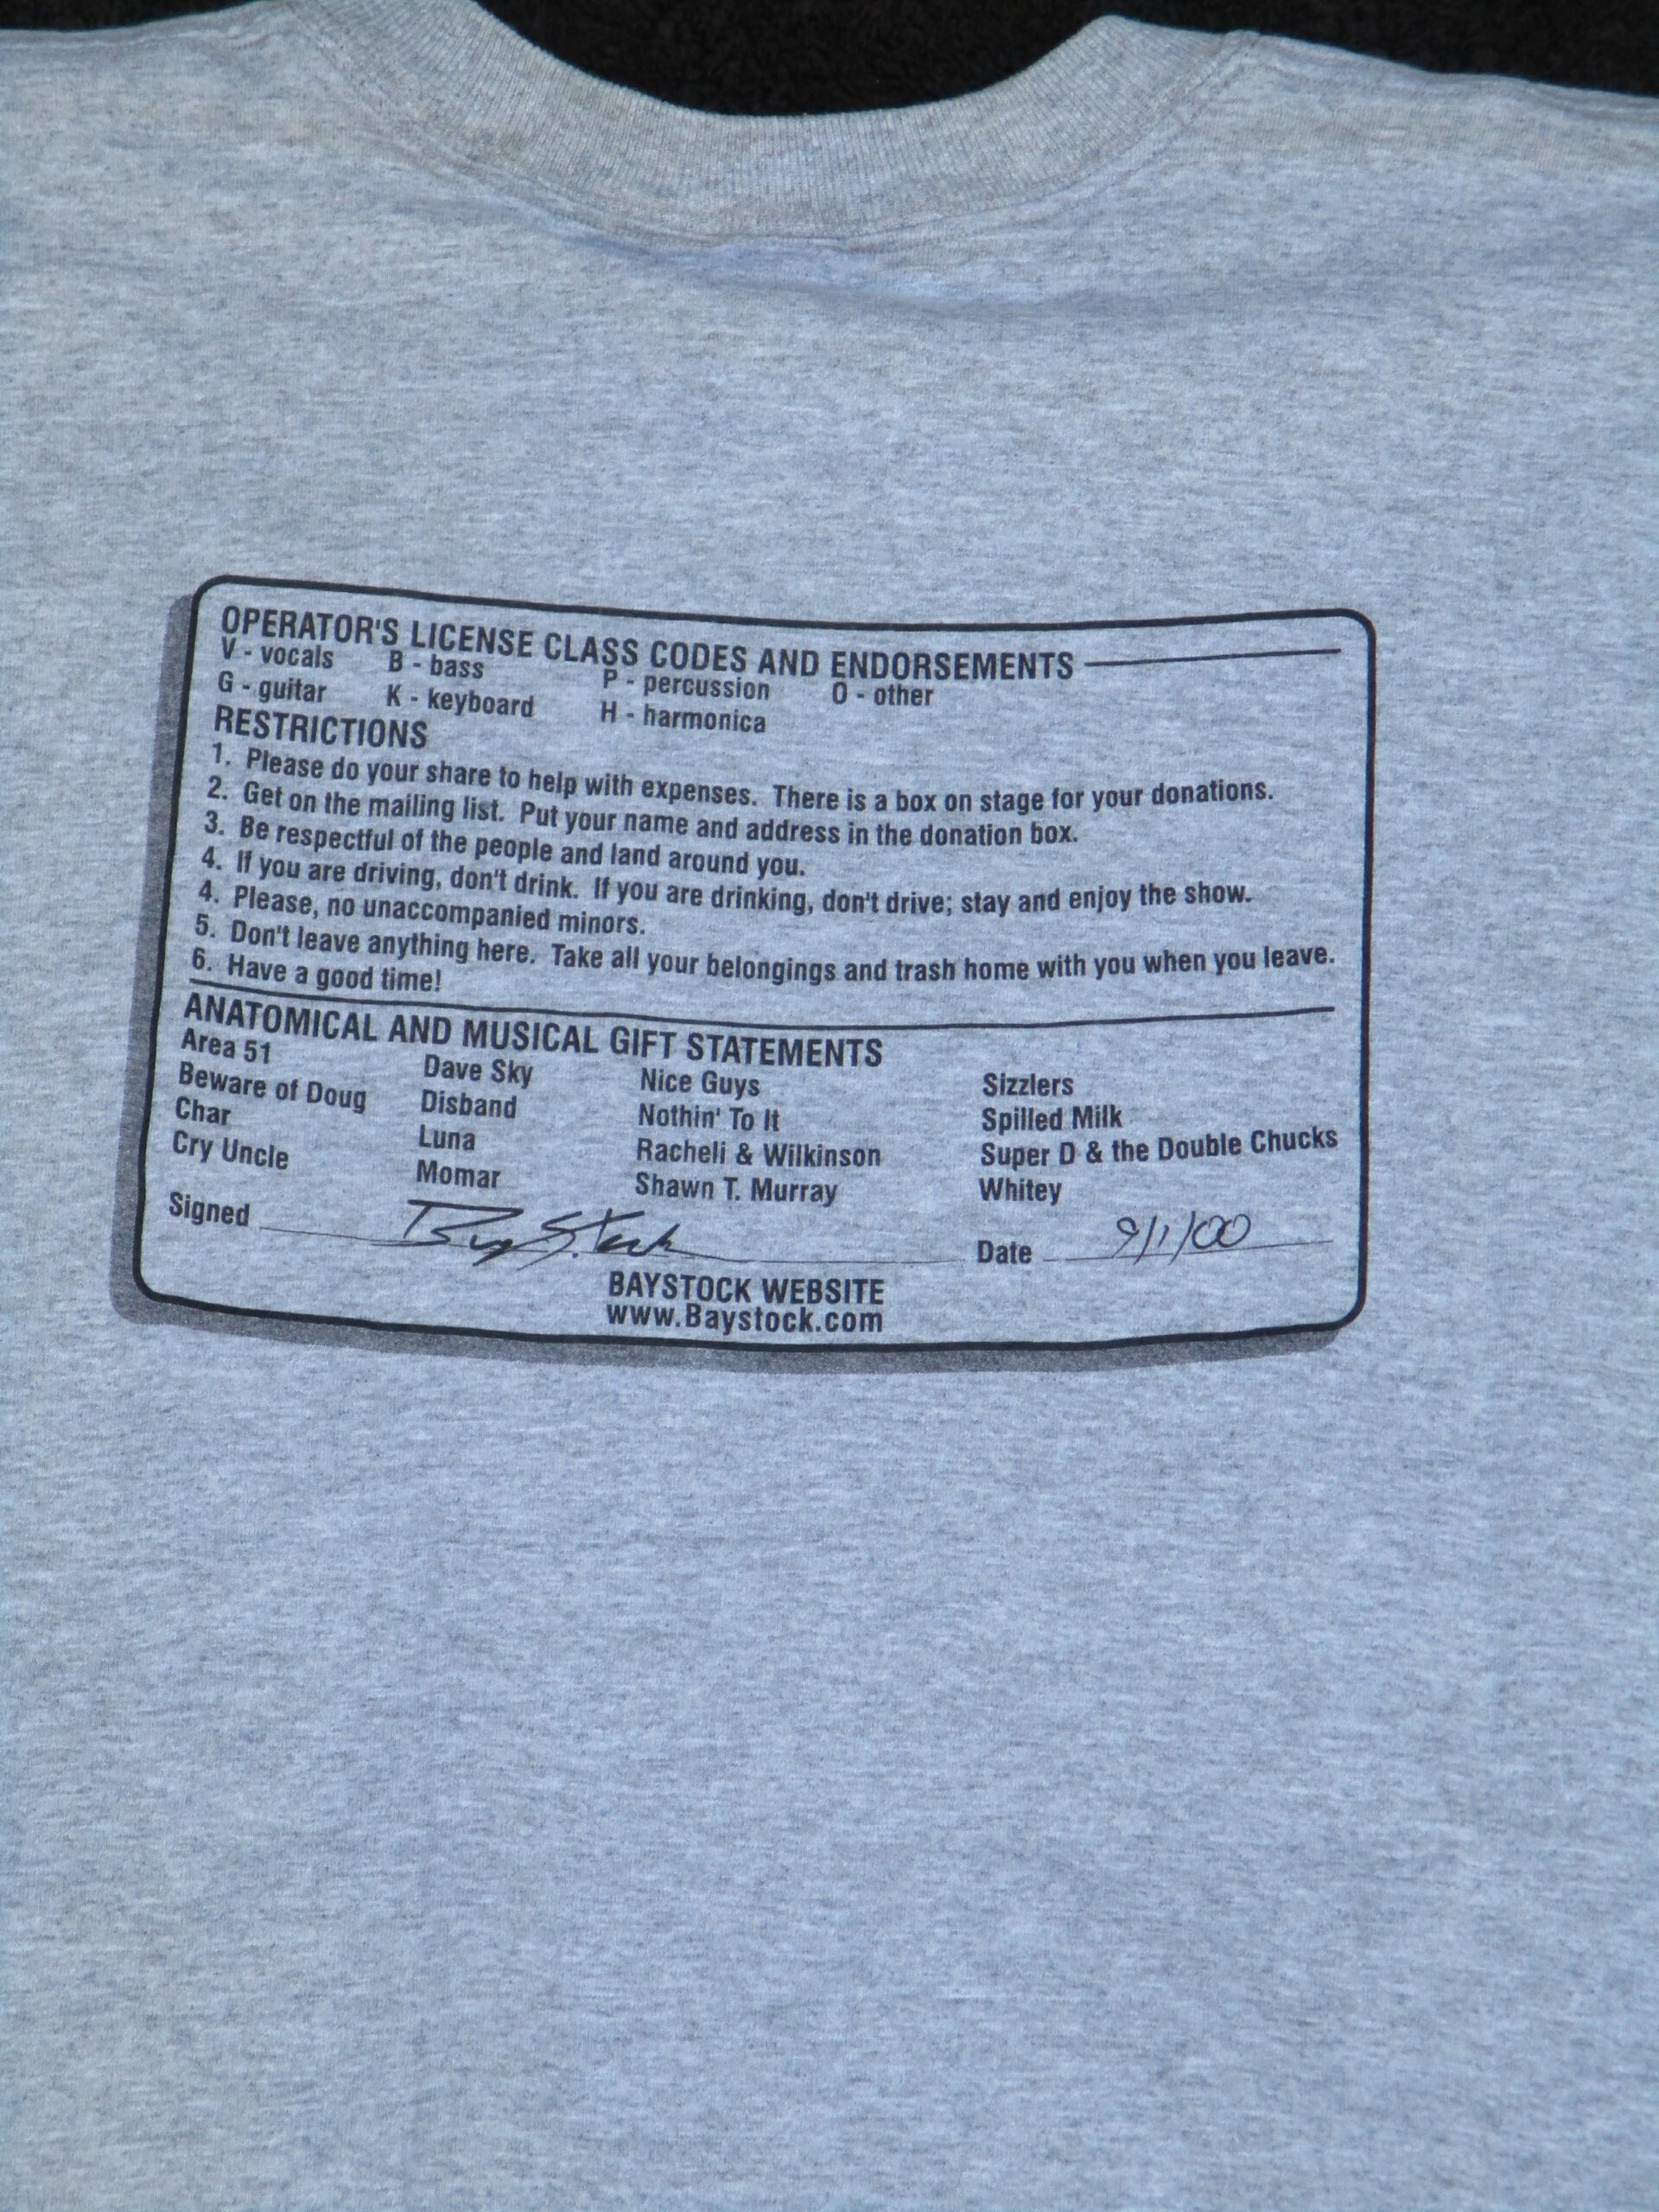 OPERATOR'S LICENSE CLASS CODES AND ENDORSEMENTS
V - vocals B - bass P - percussion O - other
G - guitar K - keyboard H - harmonica
RESTRICTIONS
1. Please do your share to help with expenses. There is a box on stage for your donations.
2. Get on the mailing list. Put your name and address in the donation box.
3. Be respectful of the people and land around you.
4. If you are driving, don't drink. If you are drinking, don't drive; stay and enjoy the show.
4. Please, no unaccompanied minors.
5. Don't leave anything here. Take all your belongings and trash home with you when you leave.
6. Have a good time!
ANATOMICAL AND MUSICAL GIFT STATEMENTS
Area 51 Dave Sky Nice Guys Sizzlers
Beware of Doug Disband Nothin' To It Spilled Milk
Char Luna Racheli & Wilkinson Super D & the Double Chucks
Cry Uncle Momar Shawn T. Murray Whitey
Signed Bay Stock Date 9/1/00
BAYSTOCK WEBSITE
www.Baystock.com